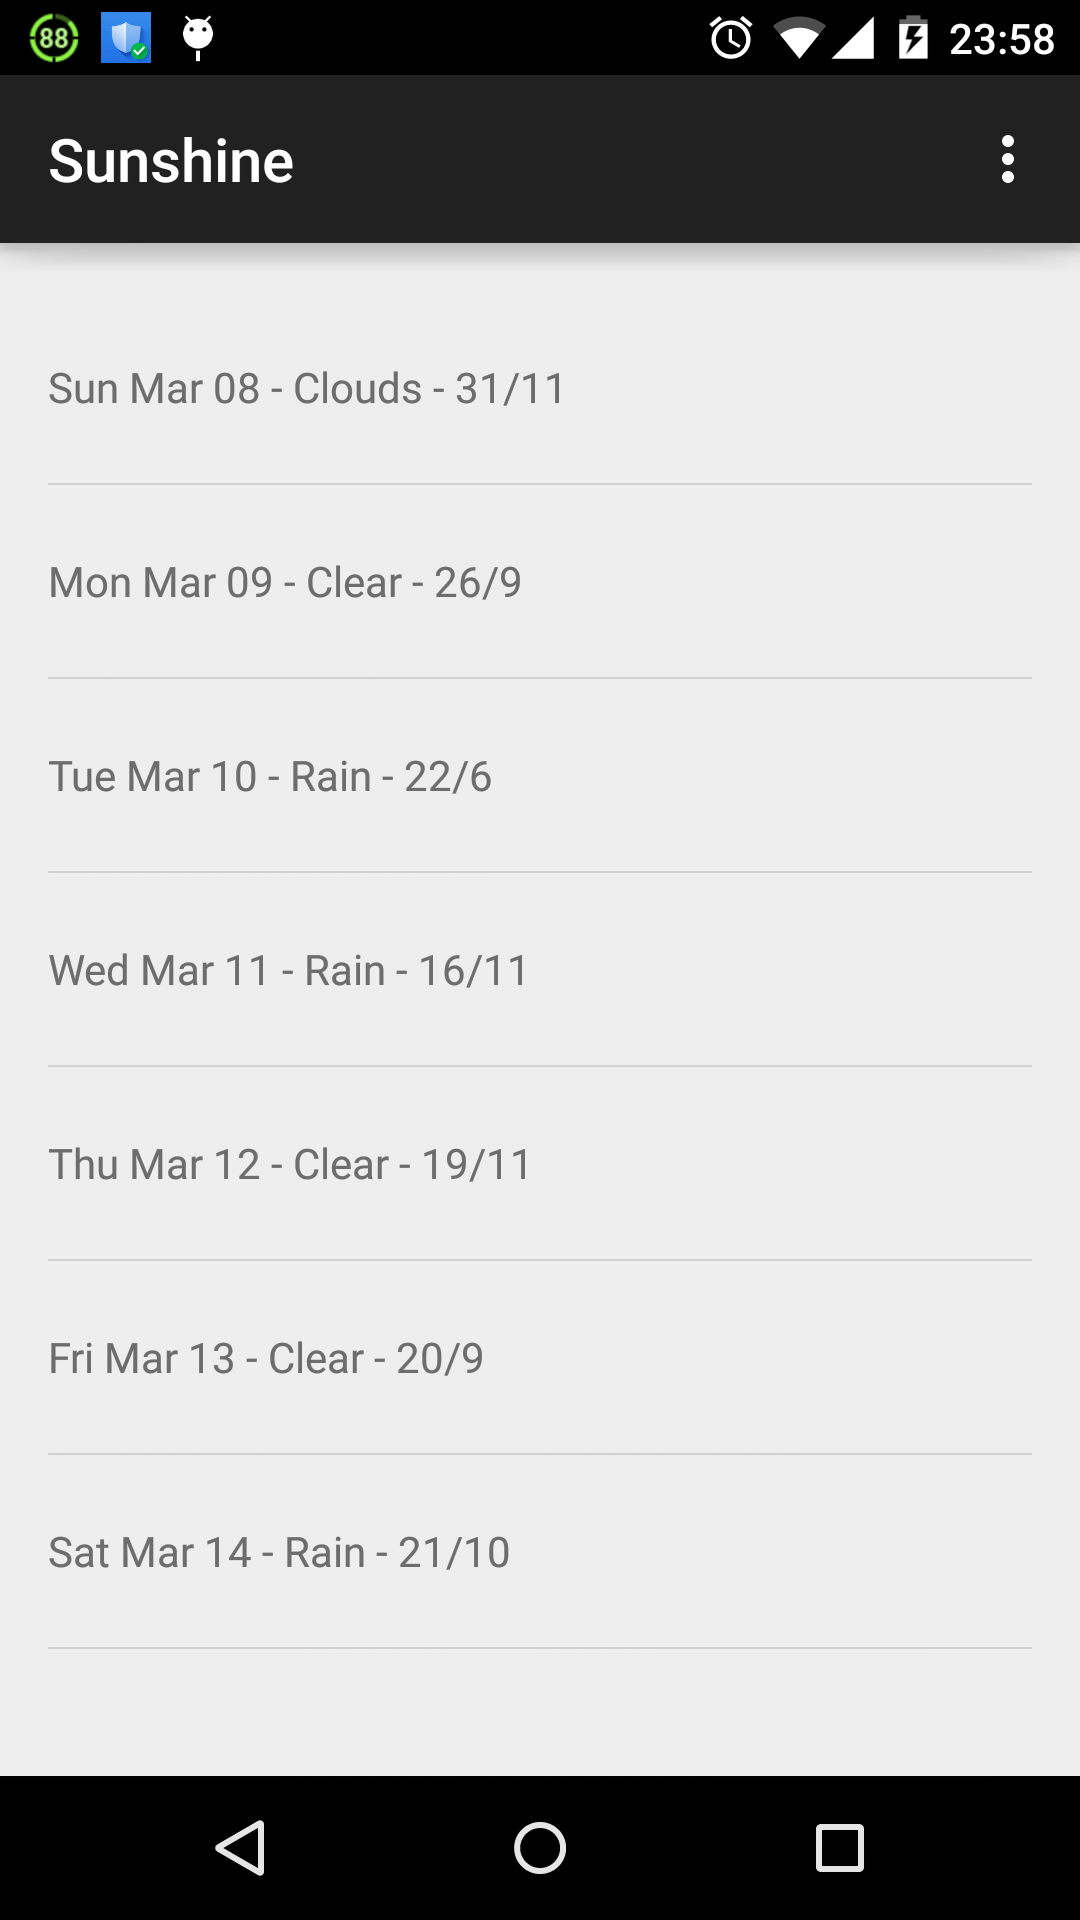 88
23:58
Sunshine
Sun Mar 08 - Clouds - 31/11
Mon Mar 09 - Clear - 26/9
Tue Mar 10 - Rain - 22/6
Wed Mar 11 - Rain - 16/11
Thu Mar 12 - Clear - 19/11
Fri Mar 13 - Clear - 20/9
Sat Mar 14 - Rain - 21/10